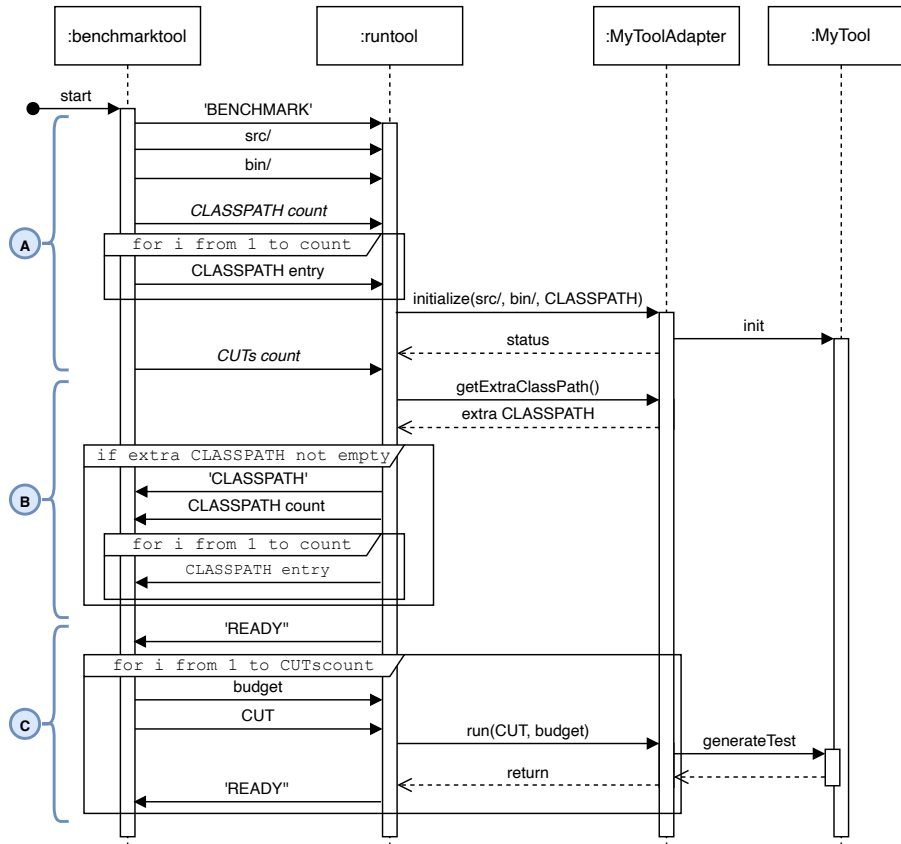 :benchmarktool
:runtool
:MyToolAdapter
:MyTool
start
'BENCHMARK'
src/
bin/
CLASSPATH count
A
for i from 1 to count
CLASSPATH entry
initialize(src/, bin/, CLASSPATH)
init
status
CUTs count
getExtraClassPath()
extra CLASSPATH
if extra CLASSPATH not empty
'CLASSPATH'
B
CLASSPATH count
for i from 1 to count
CLASSPATH entry
'READY"
for i from 1 to CUTscount
budget
CUT
C
run(CUT, budget)
generateTest
return
'READY"